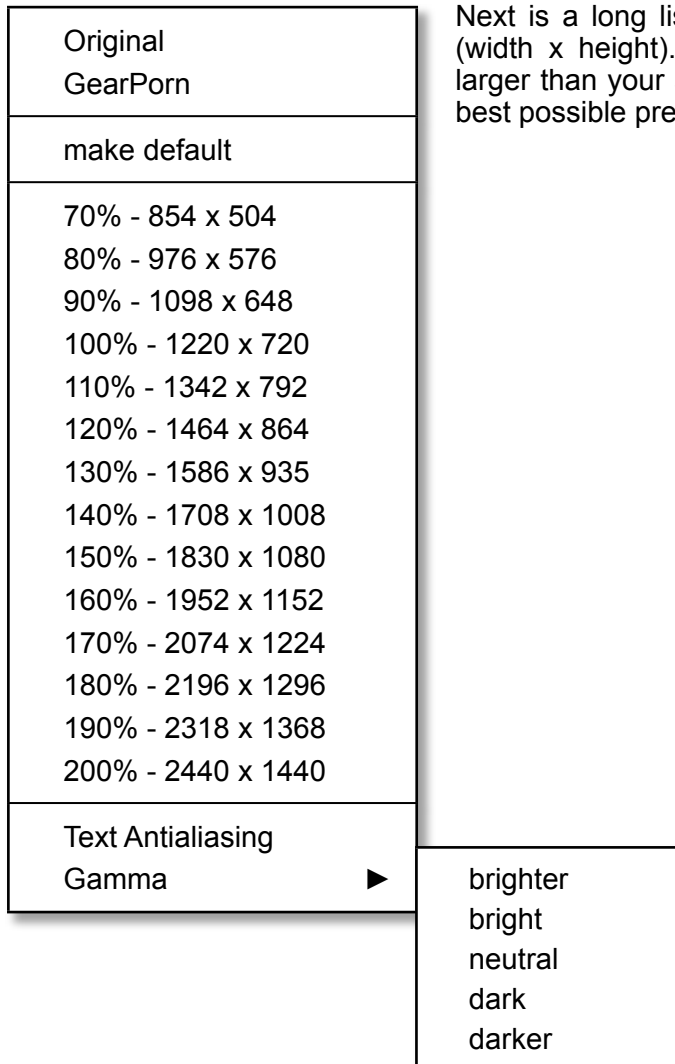 Original
GearPorn
make default
70% - 854 x 504
80% - 976 x 576
90% - 1098 x 648
100% - 1220 x 720
110% - 1342 x 792
120% - 1464 x 864
130% - 1586 x 935
140% - 1708 x 1008
150% - 1830 x 1080
160% - 1952 x 1152
170% - 2074 x 1224
180% - 2196 x 1296
190% - 2318 x 1368
200% - 2440 x 1440
Text Antialiasing
Gamma ►
brighter
bright
neutral
dark
darker
Next is a long
(width x height).
larger than your
best possible